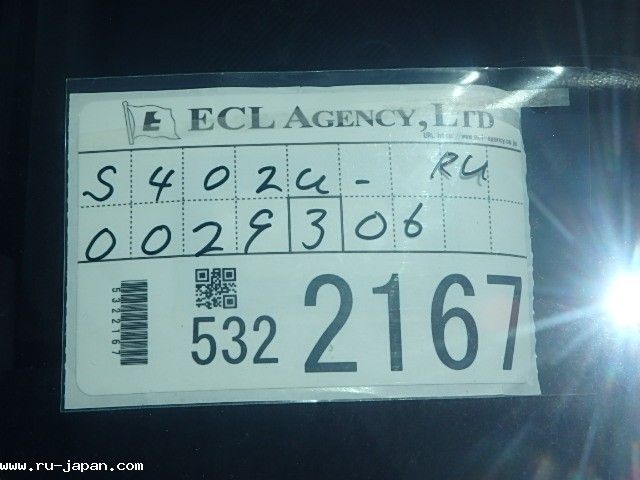 E ECL AGENCY, LTD
S402U- RU
0029306
5322167
532 2167
www.ru-japan.com